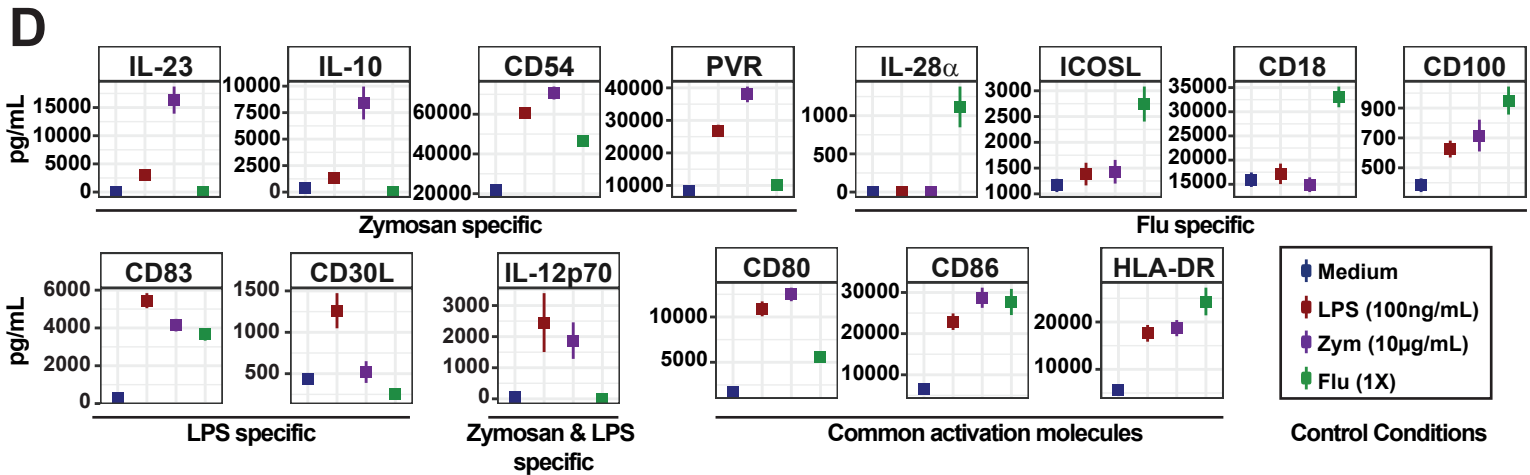 D
IL-23
IL-10
CD54
PVR
IL-28α
ICOSL
CD18
CD100
pg/mL
15000
10000
5000
0
10000
7500
5000
2500
0
60000
40000
20000
40000
30000
20000
10000
1000
500
0
3000
2500
2000
1500
1000
35000
30000
25000
20000
15000
900
700
500
Zymosan specific
Flu specific
CD83
CD30L
IL-12p70
CD80
CD86
HLA-DR
pg/mL
6000
4000
2000
0
1500
1000
500
3000
2000
1000
0
10000
5000
30000
20000
10000
20000
10000
Medium
LPS (100ng/mL)
Zym (10μg/mL)
Flu (1X)
LPS specific
Zymosan & LPS
specific
Common activation molecules
Control Conditions